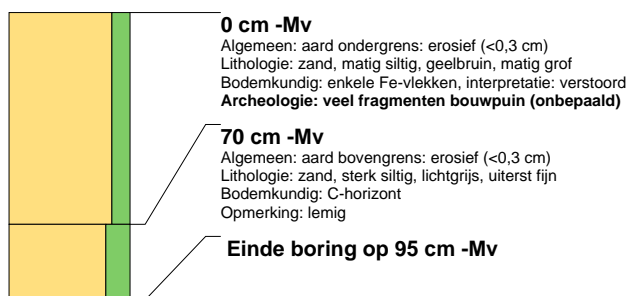 0 cm -Mv
Algemeen: aard ondergrens: erosief (<0,3 cm)
Lithologie: zand, matig siltig, geelbruin, matig grof
Bodemkundig: enkele Fe-vlekken, interpretatie: verstoord
Archeologie: veel fragmenten bouwpuin (onbepaald)
70 cm -Mv
Algemeen: aard bovengrens: erosief (<0,3 cm)
Lithologie: zand, sterk siltig, lichtgrijs, uiterst fijn
Bodemkundig: C-horizont
Opmerking: lemig
Einde boring op 95 cm -Mv